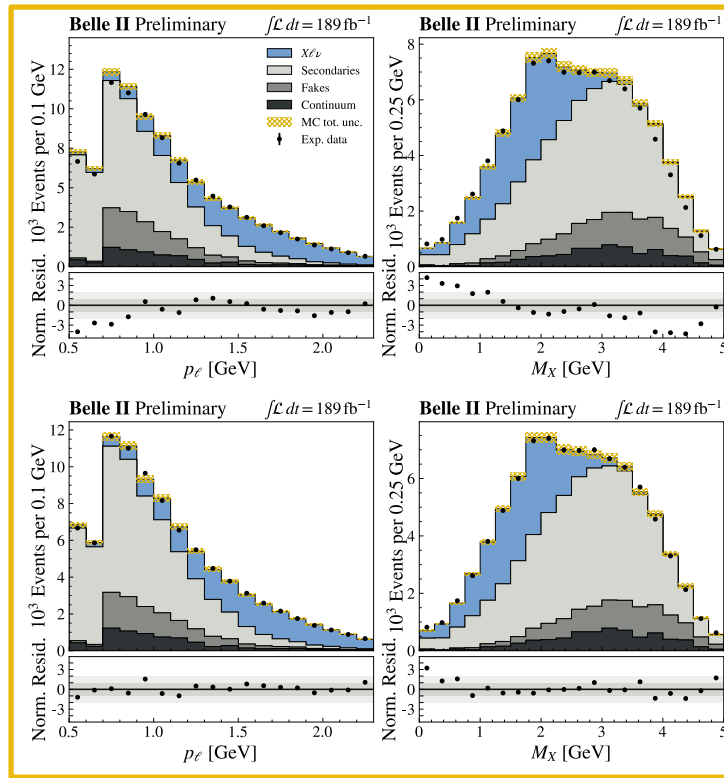 Belle II Preliminary ∫ℒ dt = 189 fb⁻¹
10³ Events per 0.1 GeV
12
10
8
5
2
0
Xℓν
Secondaries
Fakes
Continuum
MC tot. unc.
Exp. data
Norm. Resid.
3
0
-3
0.5 1.0 1.5 2.0
pℓ [GeV]
Belle II Preliminary ∫ℒ dt = 189 fb⁻¹
10³ Events per 0.25 GeV
8
6
4
2
0
Norm. Resid.
3
0
-3
0 1 2 3 4 5
M_X [GeV]
Belle II Preliminary ∫ℒ dt = 189 fb⁻¹
10³ Events per 0.1 GeV
12
10
8
6
4
2
0
Norm. Resid.
3
0
-3
0.5 1.0 1.5 2.0
pℓ [GeV]
Belle II Preliminary ∫ℒ dt = 189 fb⁻¹
10³ Events per 0.25 GeV
6
4
2
0
Norm. Resid.
3
0
-3
0 1 2 3 4 5
M_X [GeV]